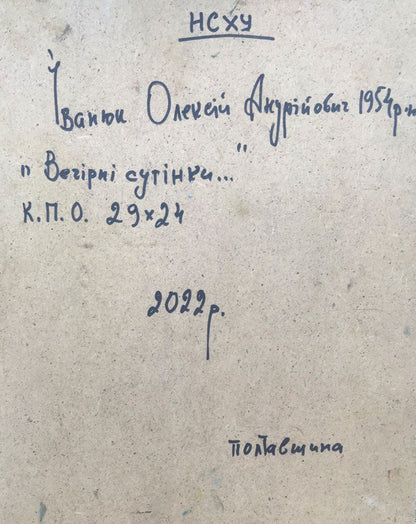 НСХУ
Іванюк Олексій Андрійович 1954р.н
"Вечірні сутінки..."
К.П.О. 29х24
2022р.
полтавщина